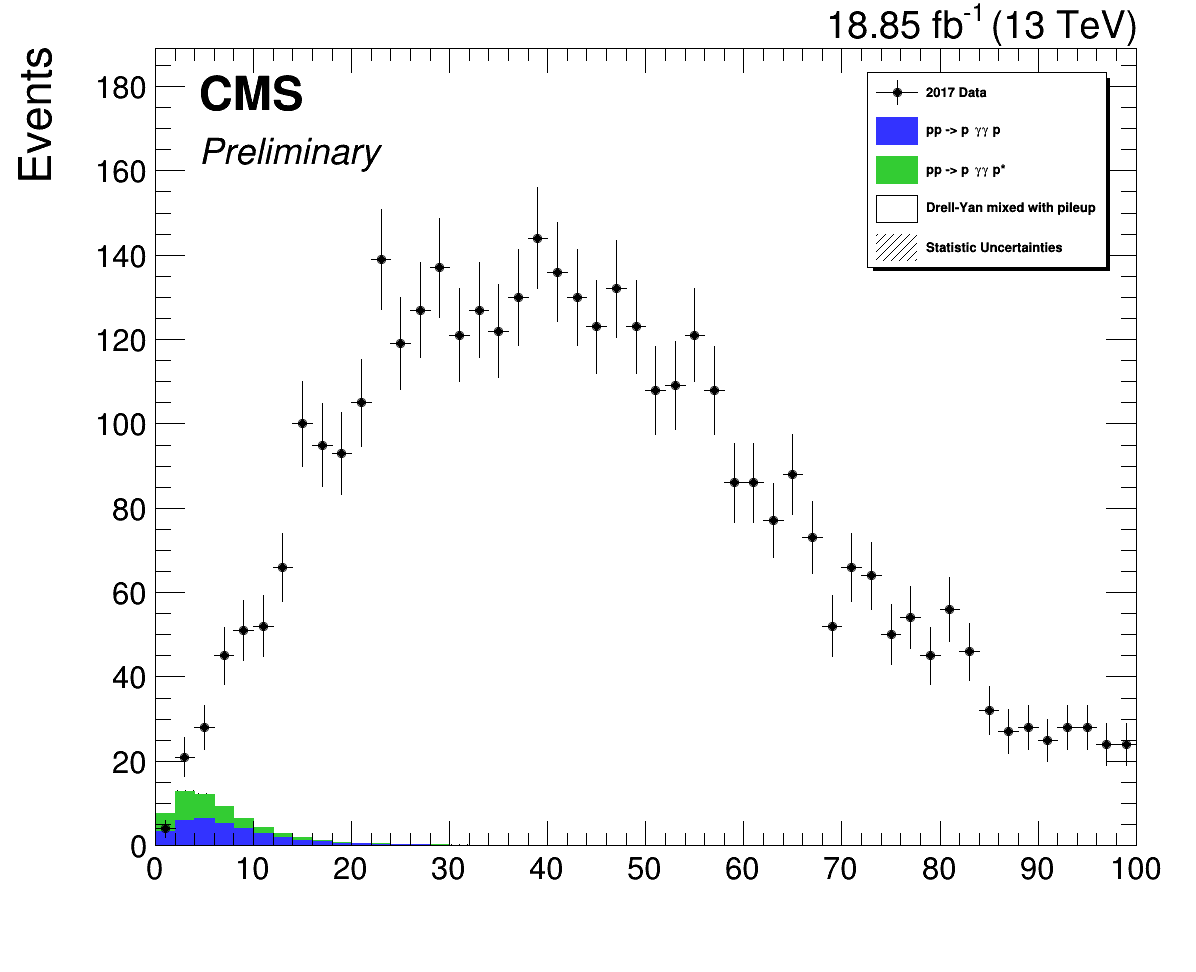 18.85 fb⁻¹ (13 TeV)
Events
CMS
Preliminary
2017 Data
pp -> p γγ p
pp -> p γγ p*
Drell-Yan mixed with pileup
Statistic Uncertainties
180
160
140
120
100
80
60
40
20
0
0 10 20 30 40 50 60 70 80 90 100